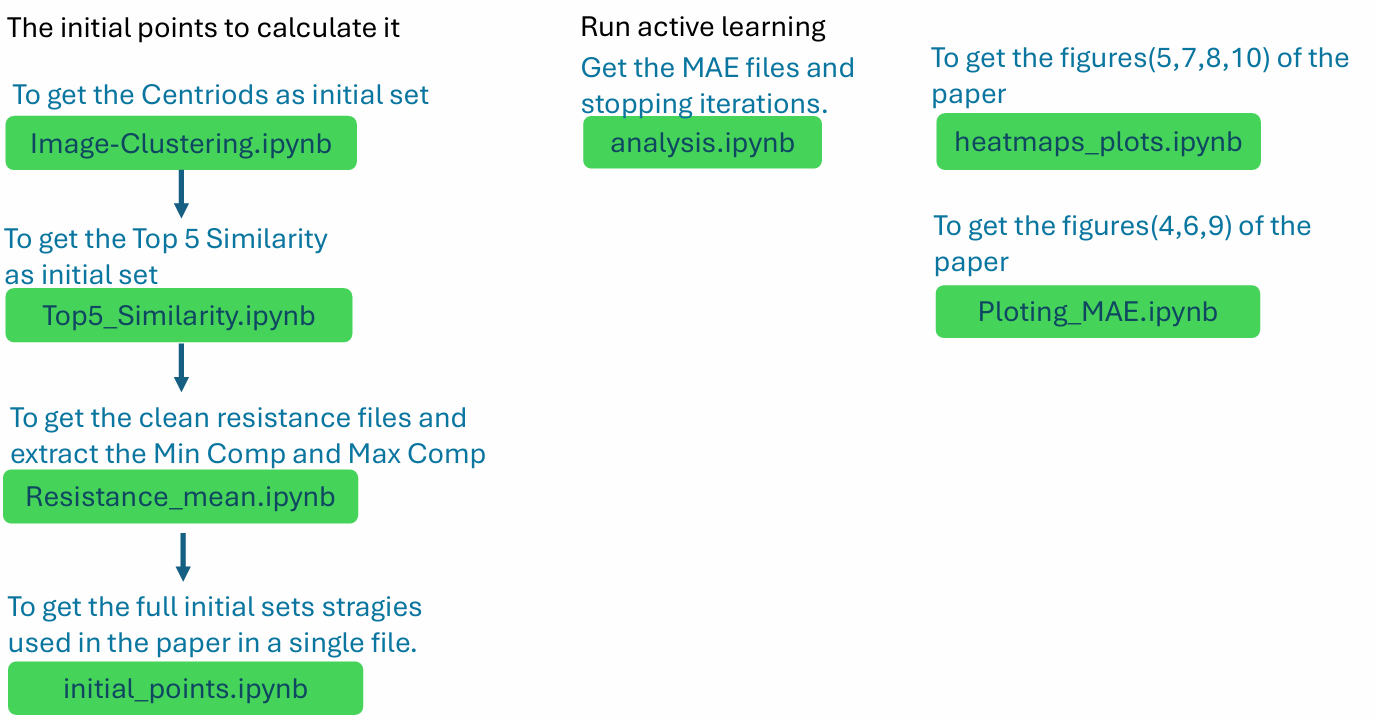 The initial points to calculate it
To get the Centriods as initial set
Image-Clustering.ipynb
To get the Top 5 Similarity
as initial set
Top5_Similarity.ipynb
To get the clean resistance files and
extract the Min Comp and Max Comp
Resistance_mean.ipynb
To get the full initial sets stragies
used in the paper in a single file.
initial_points.ipynb
Run active learning
Get the MAE files and
stopping iterations.
analysis.ipynb
To get the figures(5,7,8,10) of the
paper
heatmaps_plots.ipynb
To get the figures(4,6,9) of the
paper
Ploting_MAE.ipynb